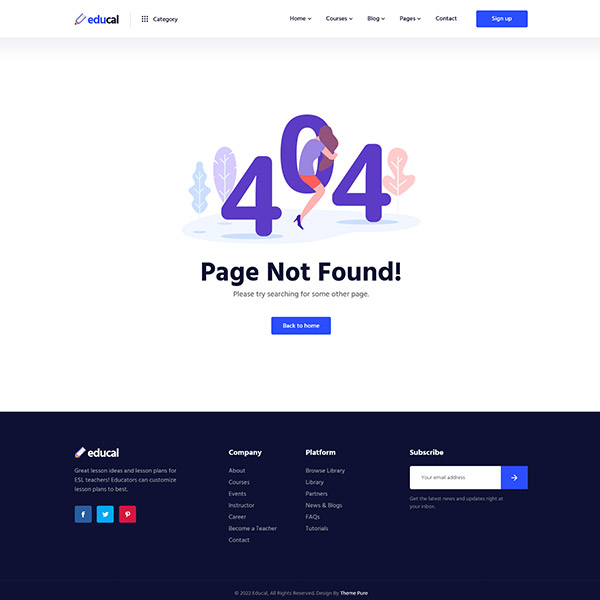 educal
Category
Home
Courses
Blog
Pages
Contact
Sign up
404
Page Not Found!
Please try searching for some other page.
Back to home
educal
Great lesson ideas and lesson plans for
ESL teachers! Educators can customize
lesson plans to best.
Company
About
Courses
Events
Instructor
Career
Become a Teacher
Contact
Platform
Browse Library
Library
Partners
News & Blogs
FAQs
Tutorials
Subscribe
Your email address
Get the latest news and updates right at
your inbox.
© 2022 Educal, All Rights Reserved. Design By Theme Pure